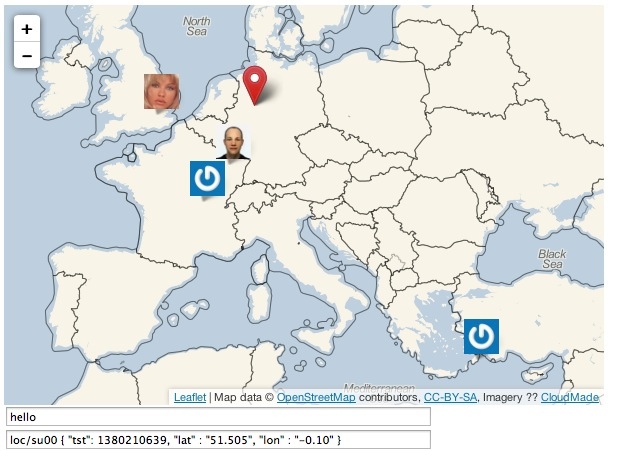 +
North
Sea
−
Black
Sea
Mediterranean
Leaflet | Map data © OpenStreetMap contributors, CC-BY-SA, Imagery ?? CloudMade
hello
loc/su00 { "tst": 1380210639, "lat" : "51.505", "lon" : "-0.10" }